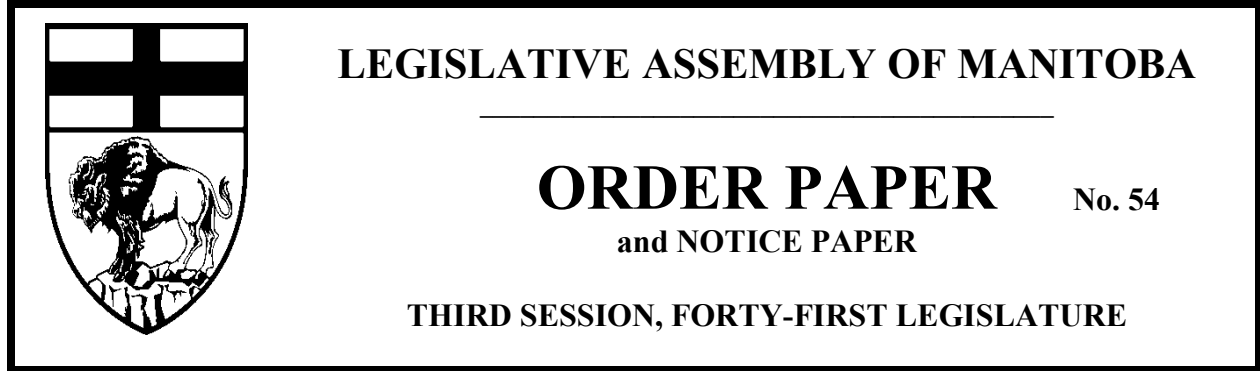 LEGISLATIVE ASSEMBLY OF MANITOBA
ORDER PAPER No. 54
and NOTICE PAPER
THIRD SESSION, FORTY-FIRST LEGISLATURE